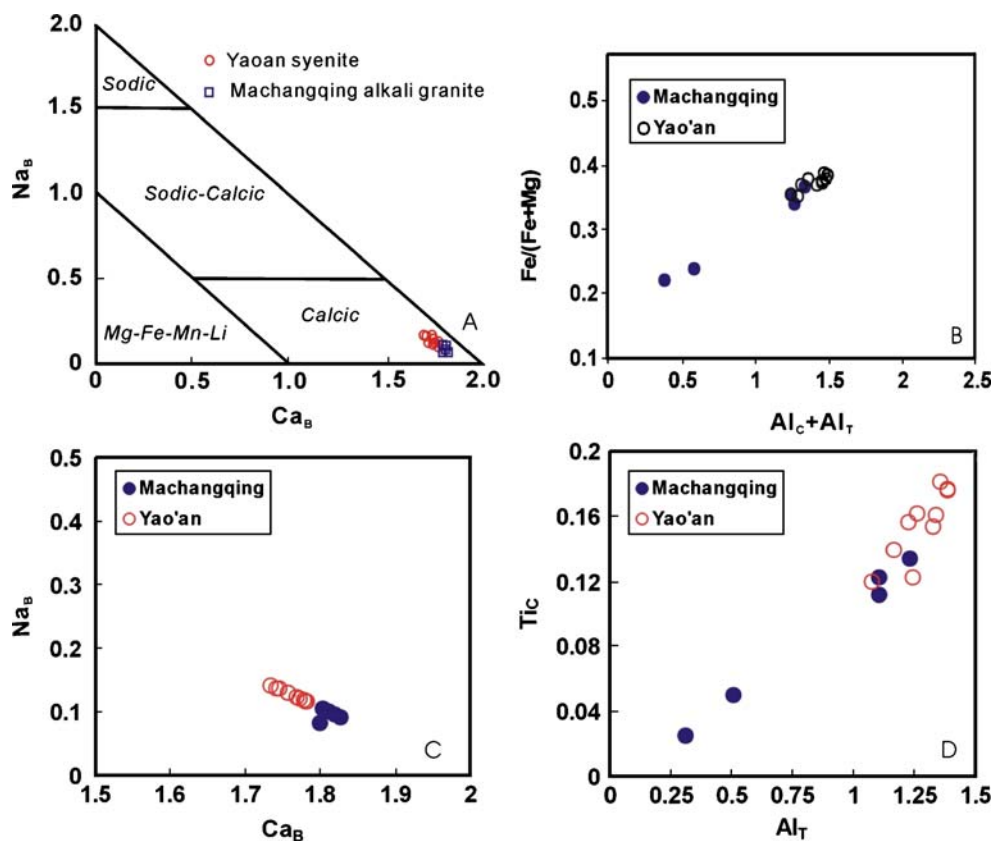 2.0
1.5
1.0
0.5
0
Na_B
Sodic
Sodic-Calcic
Calcic
Mg-Fe-Mn-Li
Yaoan syenite
Machangqing alkali granite
A
0
0.5
1.0
1.5
2.0
Ca_B
0.5
0.4
0.3
0.2
0.1
Fe/(Fe+Mg)
Machangqing
Yao'an
B
0
0.5
1
1.5
2
2.5
Al_C+Al_T
0.5
0.4
0.3
0.2
0.1
0
Na_B
Machangqing
Yao'an
C
1.5
1.6
1.7
1.8
1.9
2
Ca_B
0.2
0.16
0.12
0.08
0.04
0
Ti_C
Machangqing
Yao'an
D
0
0.25
0.5
0.75
1
1.25
1.5
Al_T